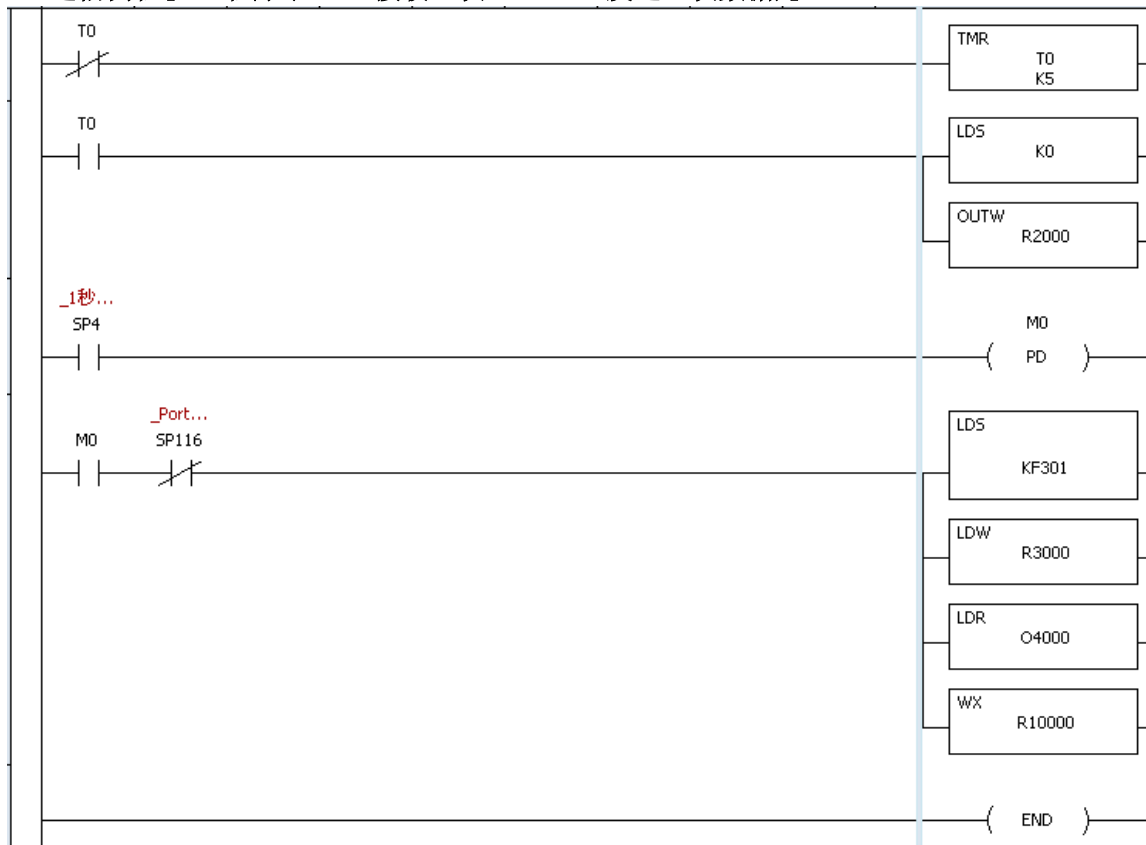 T0
TMR
T0
K5
T0
LDS
K0
OUTW
R2000
_1秒...
SP4
M0
PD
_Port...
M0 SP116
LDS
KF301
LDW
R3000
LDR
O4000
WX
R10000
END